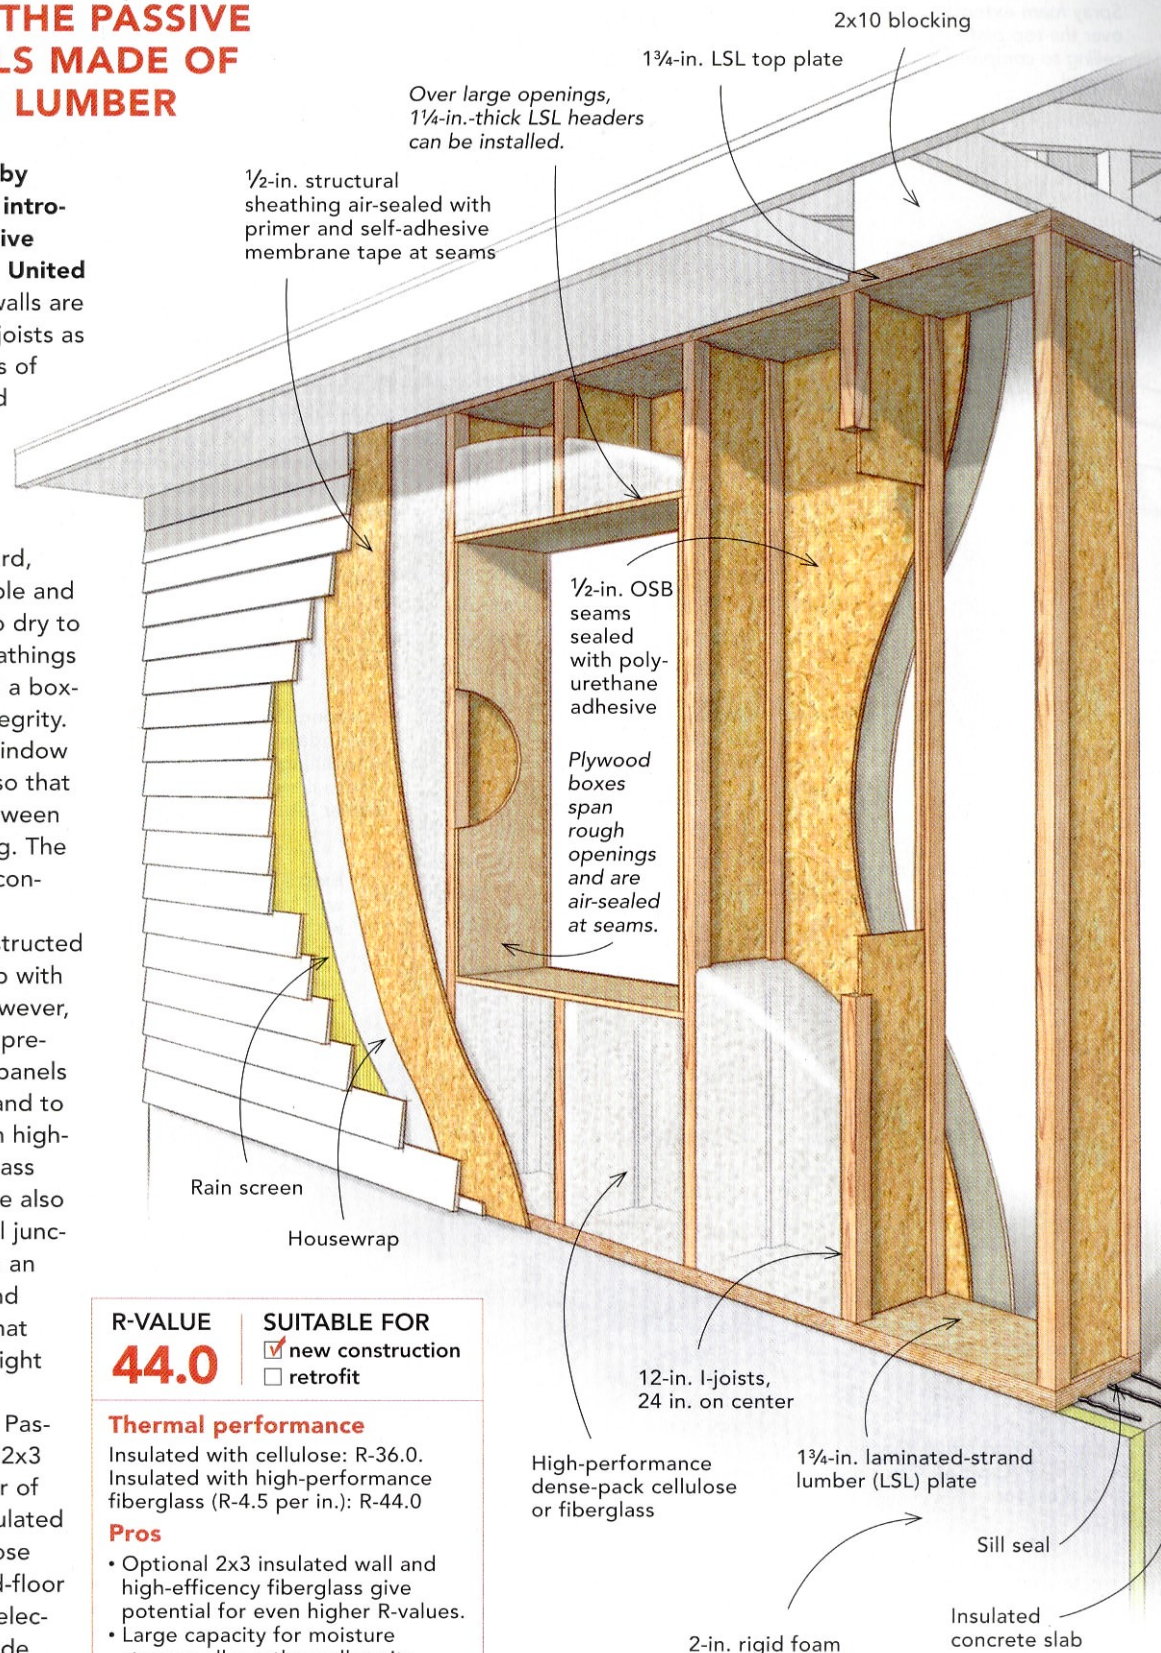 THE PASSIVE
LS MADE OF
LUMBER
by
intro-
ive
United
walls are
joists as
s of
d
rd,
ole and
o dry to
athings
a box-
egrity.
indow
so that
ween
g. The
con-
structed
p with
owever,
pre-
panels
and to
n high-
ass
e also
l junc-
an
nd
hat
ight
Pas-
2x3
r of
ulated
ose
d-floor
elec-
de
2x10 blocking
1¾-in. LSL top plate
Over large openings,
1¼-in.-thick LSL headers
can be installed.
½-in. structural
sheathing air-sealed with
primer and self-adhesive
membrane tape at seams
½-in. OSB
seams
sealed
with poly-
urethane
adhesive
Plywood
boxes
span
rough
openings
and are
air-sealed
at seams.
Rain screen
Housewrap
12-in. I-joists,
24 in. on center
High-performance
dense-pack cellulose
or fiberglass
1¾-in. laminated-strand
lumber (LSL) plate
Sill seal
Insulated
concrete slab
2-in. rigid foam
R-VALUE
44.0
SUITABLE FOR
new construction
retrofit
Thermal performance
Insulated with cellulose: R-36.0.
Insulated with high-performance
fiberglass (R-4.5 per in.): R-44.0
Pros
• Optional 2x3 insulated wall and
high-efficency fiberglass give
potential for even higher R-values.
• Large capacity for moisture